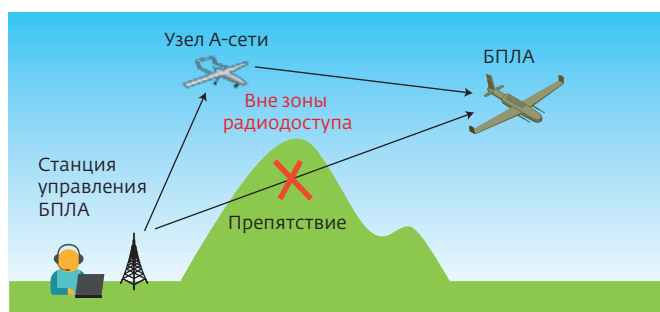 Узел А-сети
БПЛА
Вне зоны
радиодоступа
Станция
управления
БПЛА
Препятствие